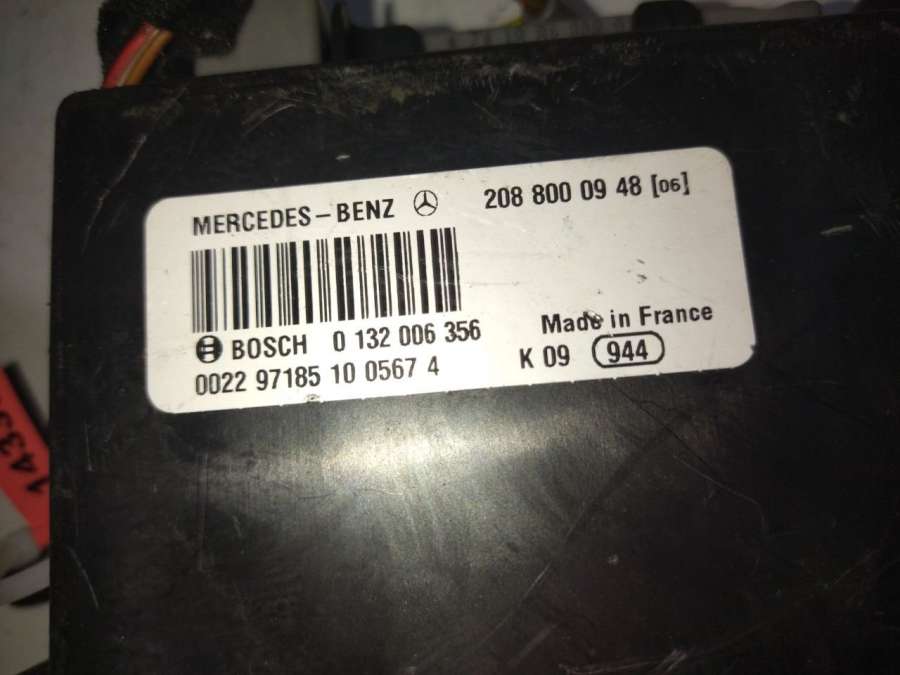 MERCEDES-BENZ 208 800 09 48 [06]
BOSCH 0 132 006 356
Made in France
0022 97185 10 0567 4
K 09 944